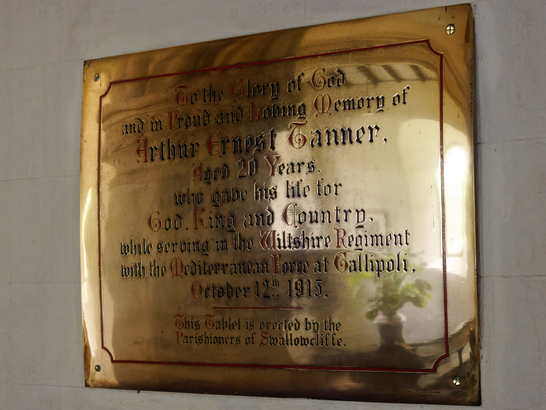 To the Glory of God
and in Proud and Loving Memory of
Arthur Ernest Tanner,
Aged 20 Years,
who gave his life for
God, King and Country,
while serving in the Wiltshire Regiment
with the Mediterranean Force at Gallipoli,
October 12th 1915.
This Tablet is erected by the
Parishioners of Swallowcliffe.